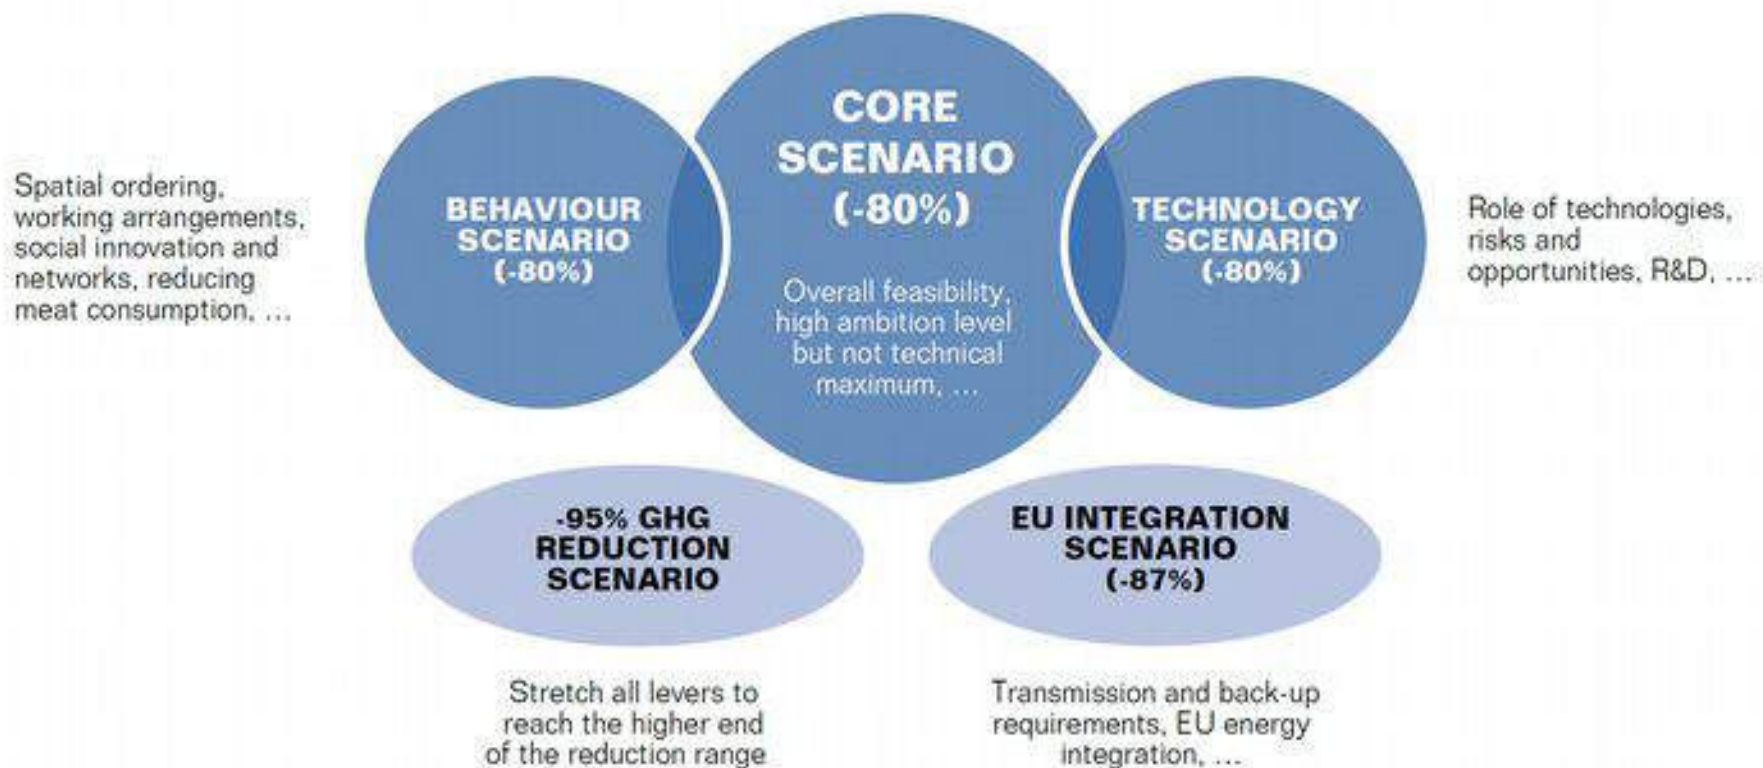 CORE
SCENARIO
(-80%)
Overall feasibility,
high ambition level
but not technical
maximum, ...
Spatial ordering,
working arrangements,
social innovation and
networks, reducing
meat consumption, ...
BEHAVIOUR
SCENARIO
(-80%)
TECHNOLOGY
SCENARIO
(-80%)
Role of technologies,
risks and
opportunities, R&D, ...
-95% GHG
REDUCTION
SCENARIO
Stretch all levers to
reach the higher end
of the reduction range
EU INTEGRATION
SCENARIO
(-87%)
Transmission and back-up
requirements, EU energy
integration, ...